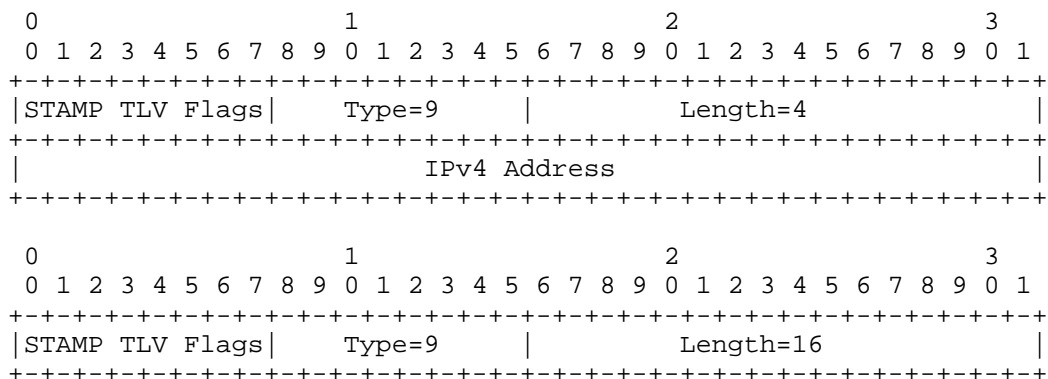 0                   1                   2                   3
 0 1 2 3 4 5 6 7 8 9 0 1 2 3 4 5 6 7 8 9 0 1 2 3 4 5 6 7 8 9 0 1
+-+-+-+-+-+-+-+-+-+-+-+-+-+-+-+-+-+-+-+-+-+-+-+-+-+-+-+-+-+-+-+-+
|STAMP TLV Flags|    Type=9     |         Length=4              |
+-+-+-+-+-+-+-+-+-+-+-+-+-+-+-+-+-+-+-+-+-+-+-+-+-+-+-+-+-+-+-+-+
|                         IPv4 Address                          |
+-+-+-+-+-+-+-+-+-+-+-+-+-+-+-+-+-+-+-+-+-+-+-+-+-+-+-+-+-+-+-+-+

 0                   1                   2                   3
 0 1 2 3 4 5 6 7 8 9 0 1 2 3 4 5 6 7 8 9 0 1 2 3 4 5 6 7 8 9 0 1
+-+-+-+-+-+-+-+-+-+-+-+-+-+-+-+-+-+-+-+-+-+-+-+-+-+-+-+-+-+-+-+-+
|STAMP TLV Flags|    Type=9     |         Length=16             |
+-+-+-+-+-+-+-+-+-+-+-+-+-+-+-+-+-+-+-+-+-+-+-+-+-+-+-+-+-+-+-+-+